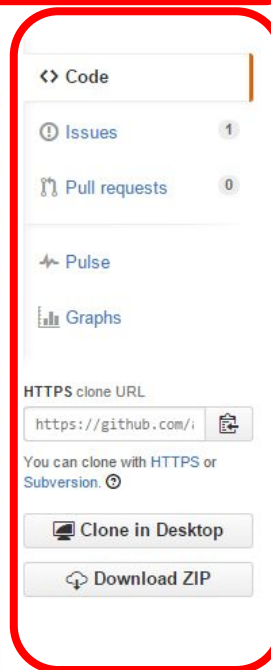 <> Code
Issues 1
Pull requests 0
Pulse
Graphs
HTTPS clone URL
https://github.com/
You can clone with HTTPS or
Subversion.
Clone in Desktop
Download ZIP